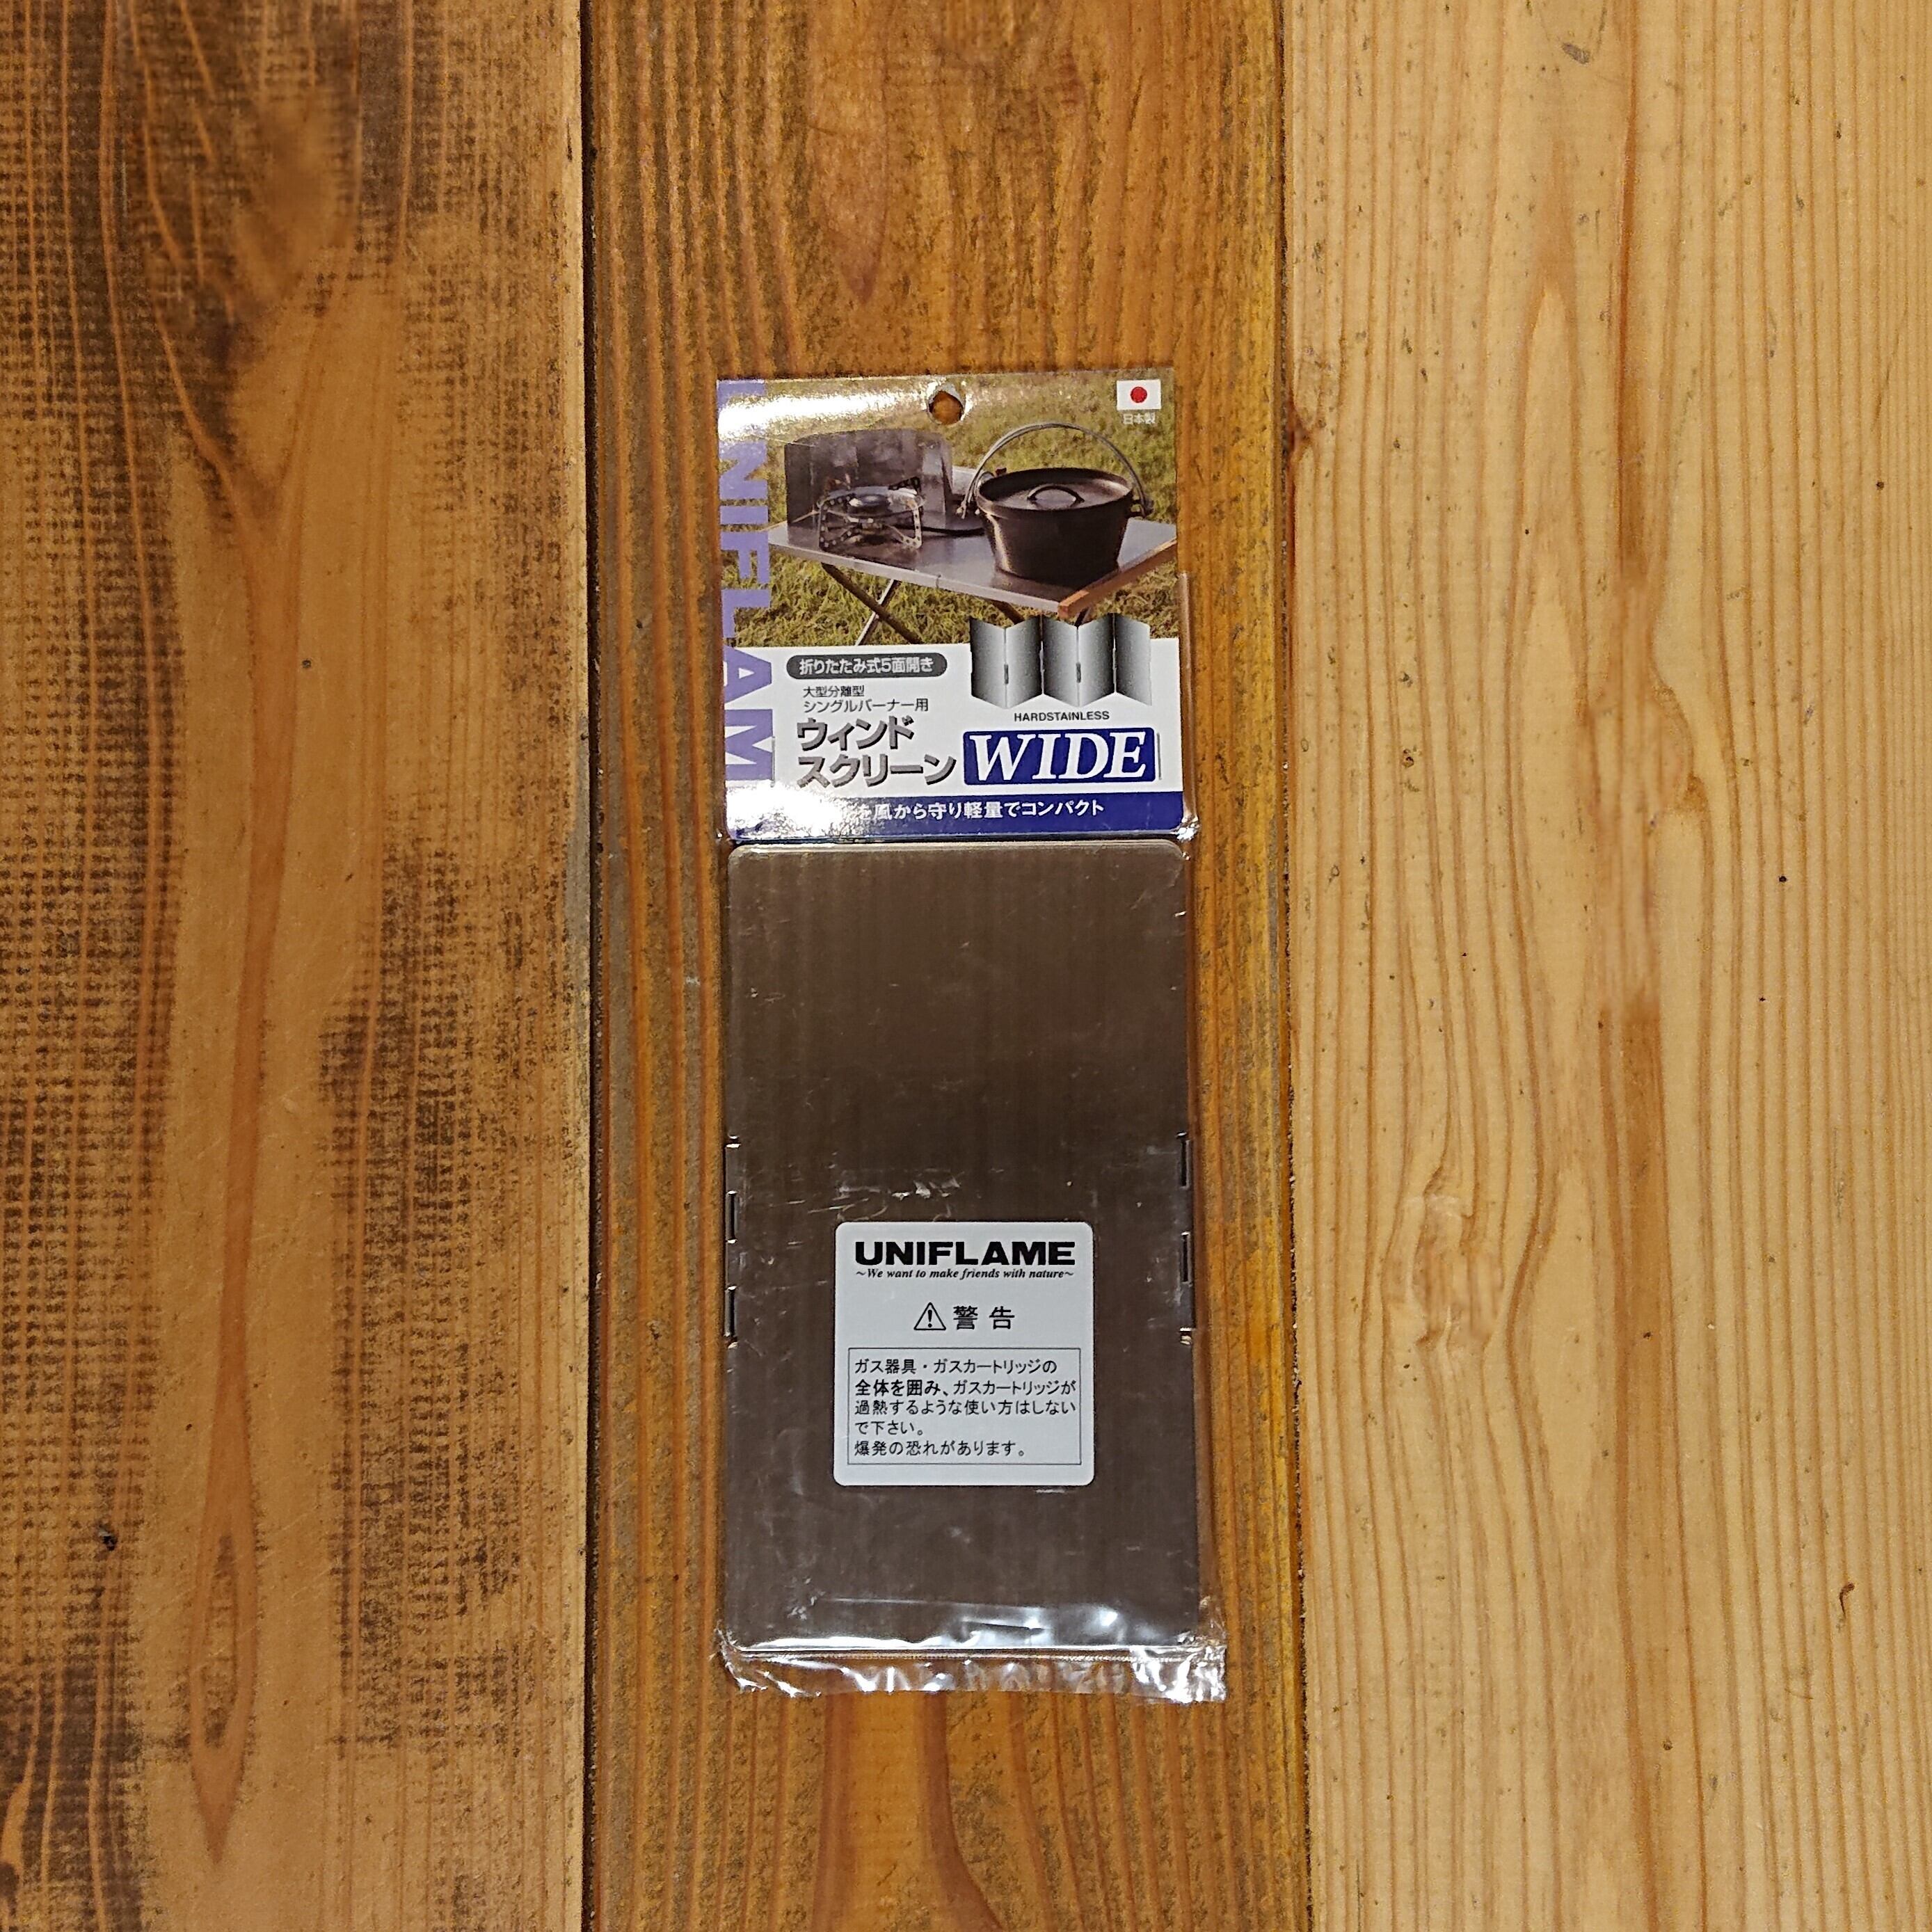 日本製
UNIFLAM
折りたたみ式5面開き
大型分離型
シングルバーナー用
HARDSTAINLESS
ウィンド
スクリーン WIDE
を風から守り軽量でコンパクト
UNIFLAME
~We want to make friends with nature~
警告
ガス器具・ガスカートリッジの
全体を囲み、ガスカートリッジが
過熱するような使い方はしない
で下さい。
爆発の恐れがあります。